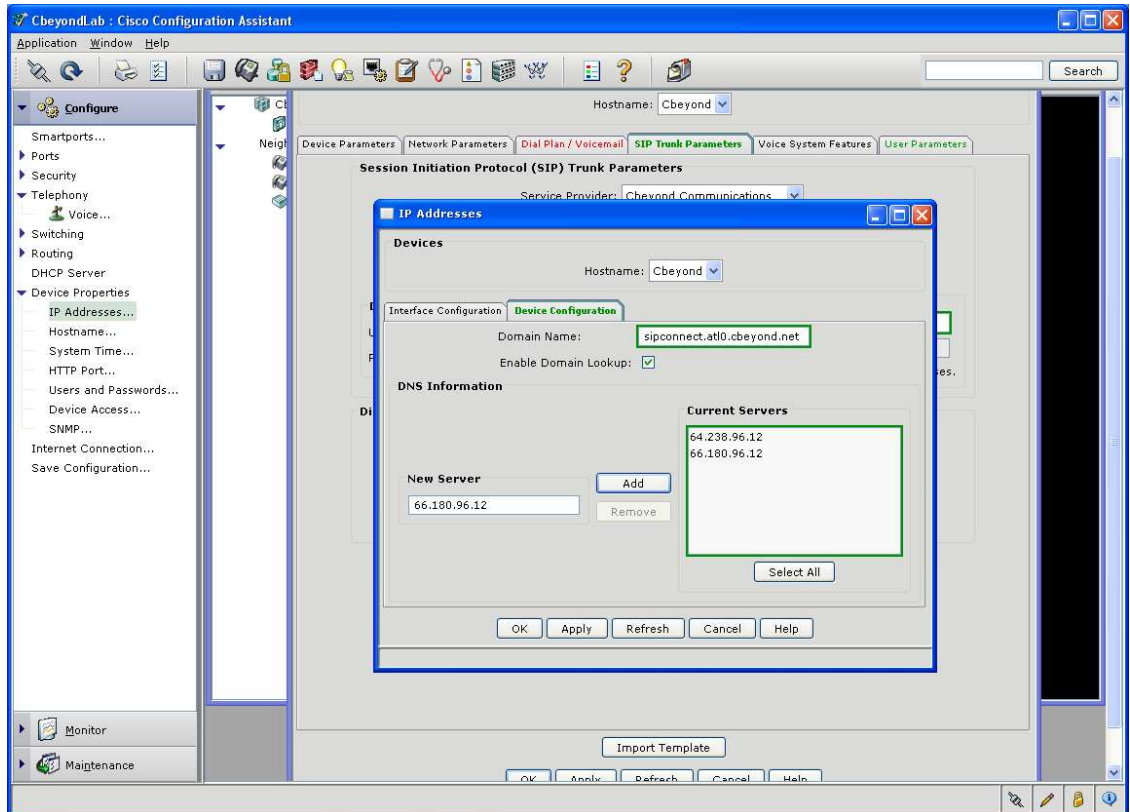 CbeyondLab : Cisco Configuration Assistant
Application Window Help
Search
Configure
Smartports...
Ports
Security
Telephony
Voice...
Switching
Routing
DHCP Server
Device Properties
IP Addresses...
Hostname...
System Time...
HTTP Port...
Users and Passwords...
Device Access...
SNMP...
Internet Connection...
Save Configuration...
Monitor
Maintenance
Hostname: Cbeyond
Device Parameters Network Parameters Dial Plan / Voicemail SIP Trunk Parameters Voice System Features User Parameters
Session Initiation Protocol (SIP) Trunk Parameters
Service Provider: Cbeyond Communications
IP Addresses
Devices
Hostname: Cbeyond
Interface Configuration Device Configuration
Domain Name: sipconnect.atl0.cbeyond.net
Enable Domain Lookup:
DNS Information
Current Servers
64.238.96.12
66.180.96.12
New Server
66.180.96.12
Add
Remove
Select All
OK Apply Refresh Cancel Help
Import Template
OK Apply Refresh Cancel Help